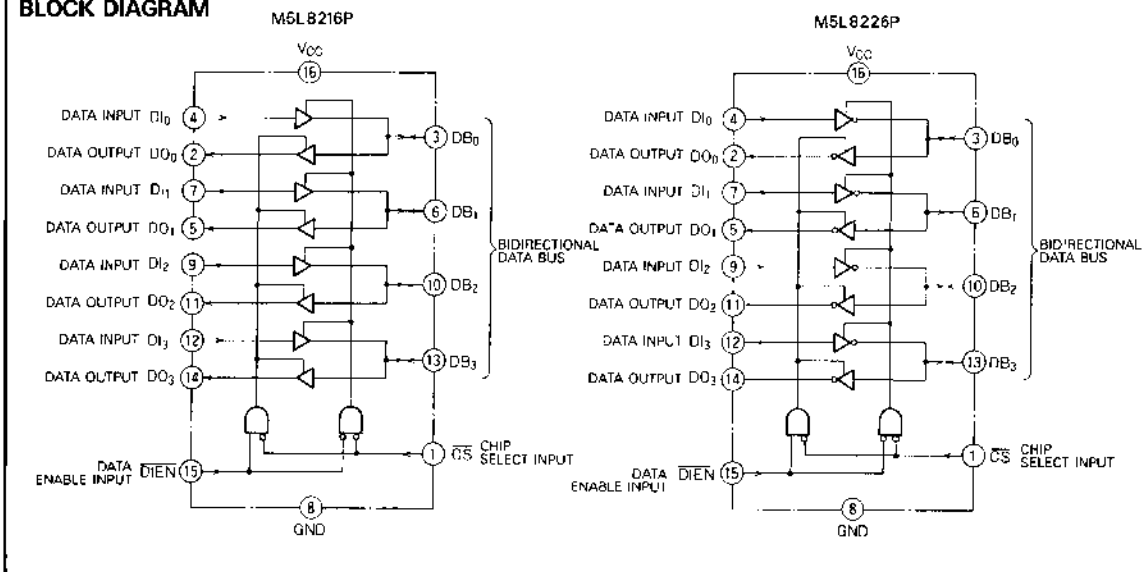 BLOCK DIAGRAM
M5L8216P
VCC
16
DATA INPUT DI0 4
DATA OUTPUT DO0 2
DATA INPUT DI1 7
DATA OUTPUT DO1 5
DATA INPUT DI2 9
DATA OUTPUT DO2 11
DATA INPUT DI3 12
DATA OUTPUT DO3 14
3 DB0
6 DB1
10 DB2
13 DB3
BIDIRECTIONAL
DATA BUS
1 CS CHIP
SELECT INPUT
DATA
ENABLE INPUT DIEN 15
8
GND
M5L8226P
VCC
16
DATA INPUT DI0 4
DATA OUTPUT DO0 2
DATA INPUT DI1 7
DATA OUTPUT DO1 5
DATA INPUT DI2 9
DATA OUTPUT DO2 11
DATA INPUT DI3 12
DATA OUTPUT DO3 14
3 DB0
6 DB1
10 DB2
13 DB3
BIDIRECTIONAL
DATA BUS
1 CS CHIP
SELECT INPUT
DATA
ENABLE INPUT DIEN 15
8
GND